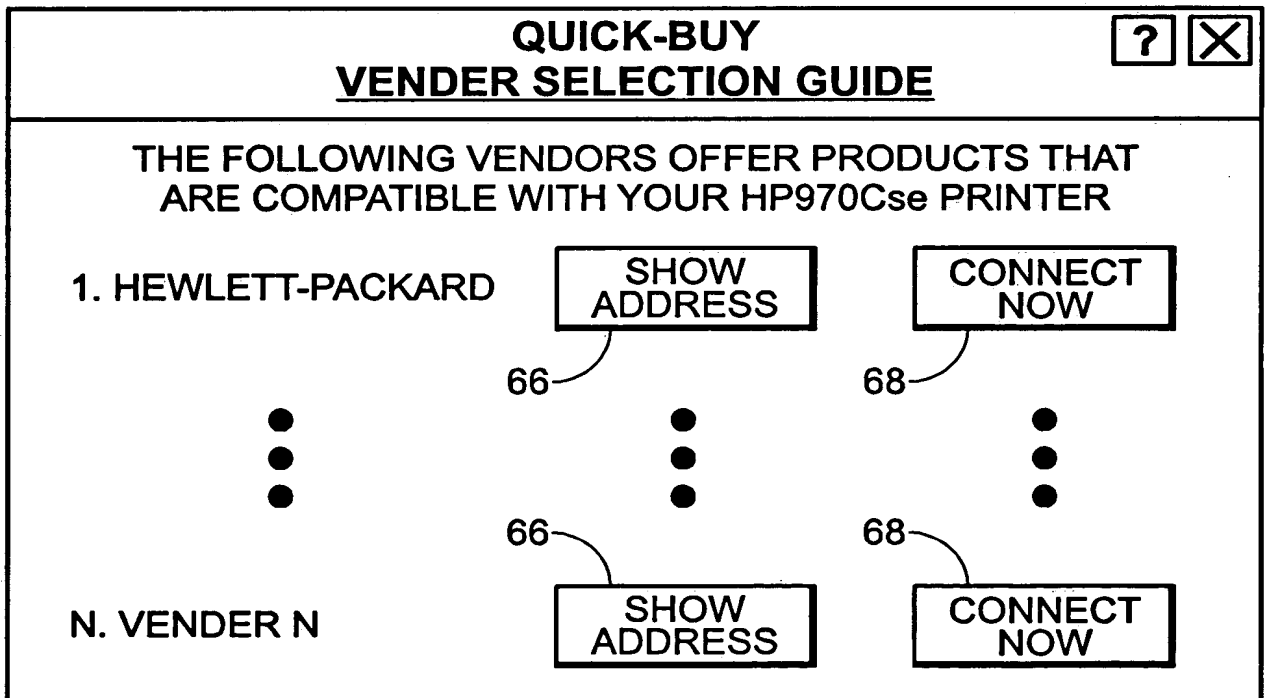 QUICK-BUY
VENDER SELECTION GUIDE
? X
THE FOLLOWING VENDORS OFFER PRODUCTS THAT
ARE COMPATIBLE WITH YOUR HP970Cse PRINTER
1. HEWLETT-PACKARD
SHOW
ADDRESS
CONNECT
NOW
66
68
66
68
N. VENDER N
SHOW
ADDRESS
CONNECT
NOW